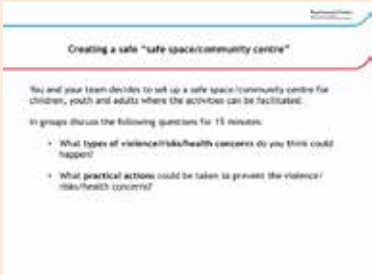 Creating a safe "safe space/community centre"
You and your team decides to set up a safe space/community centre for
children, youth and adults where the activities can be facilitated.
In groups discuss the following questions for 15 minutes:
• What types of violence/risks/health concerns do you think could
happen?
• What practical actions could be taken to prevent the violence/
risks/health concerns?